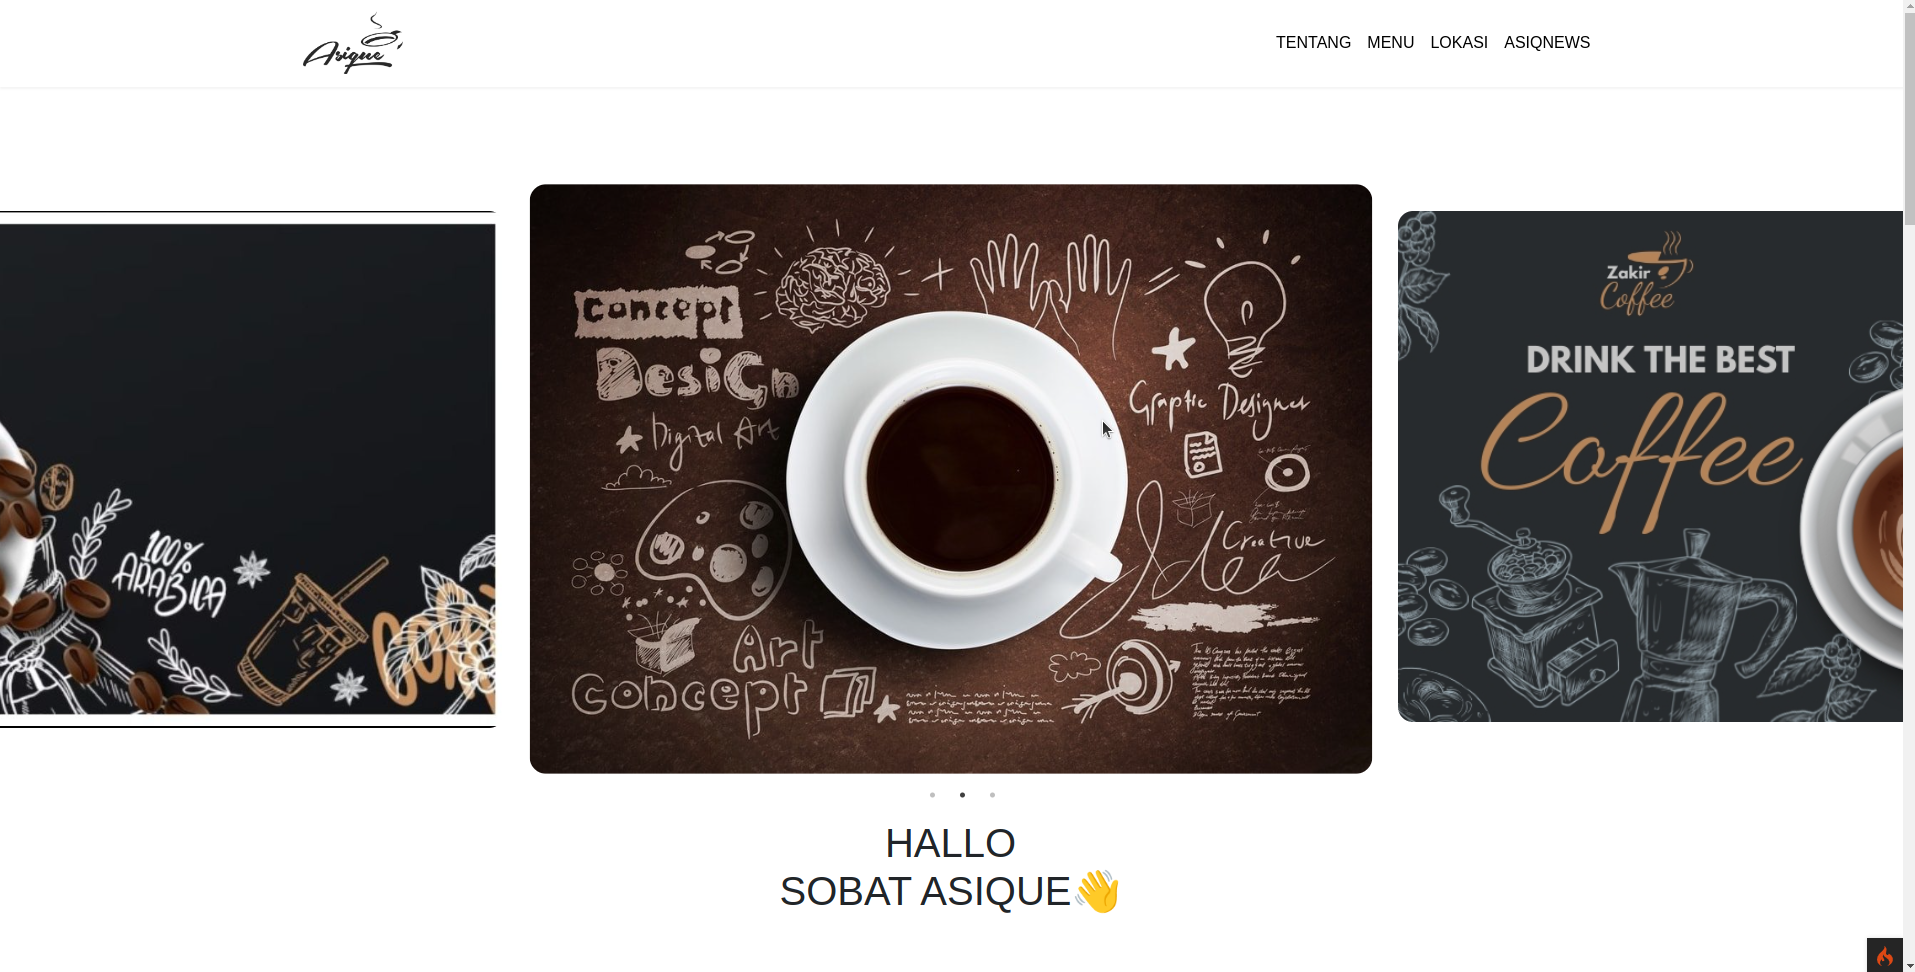 Asique
TENTANG MENU LOKASI ASIQNEWS
100%
ARABICA
Concept
DesiGn
Digital Art
Graphic Designer
Creative
Idea
Art
Concept
Zakir
Coffee
DRINK THE BEST
Coffee
HALLO
SOBAT ASIQUE👋